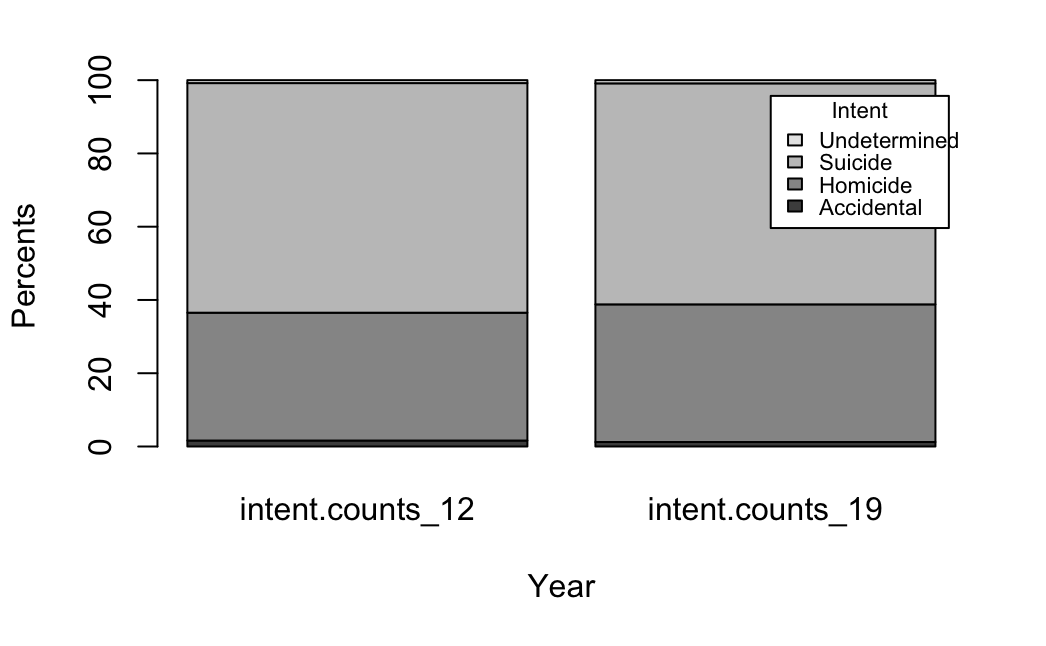 Percents
100
80
60
40
20
0
Intent
Undetermined
Suicide
Homicide
Accidental
intent.counts_12
intent.counts_19
Year